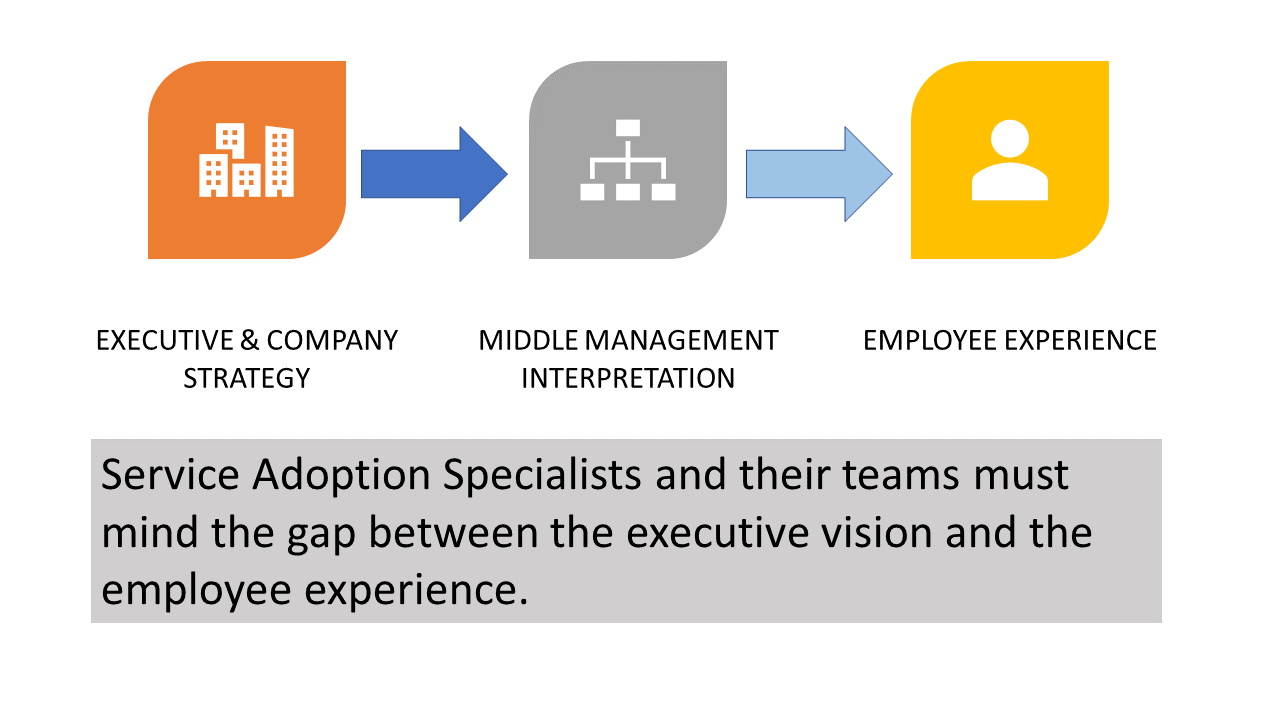 EXECUTIVE & COMPANY
STRATEGY
MIDDLE MANAGEMENT
INTERPRETATION
EMPLOYEE EXPERIENCE
Service Adoption Specialists and their teams must
mind the gap between the executive vision and the
employee experience.